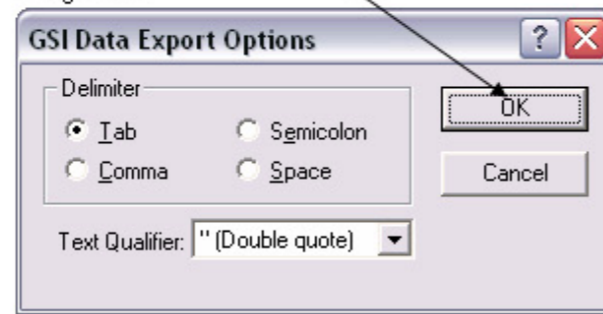 GSI Data Export Options
Delimiter
Tab
Semicolon
OK
Comma
Space
Cancel
Text Qualifier: " (Double quote)